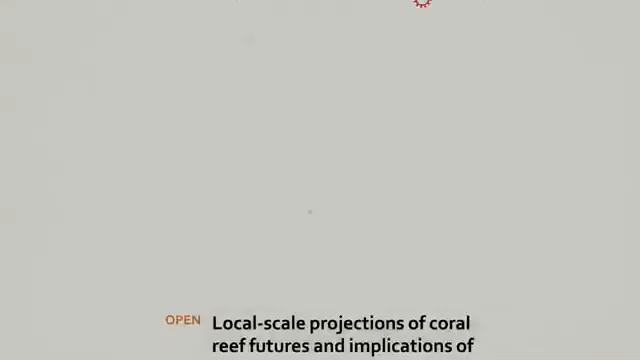 OPEN Local-scale projections of coral
reef futures and implications of